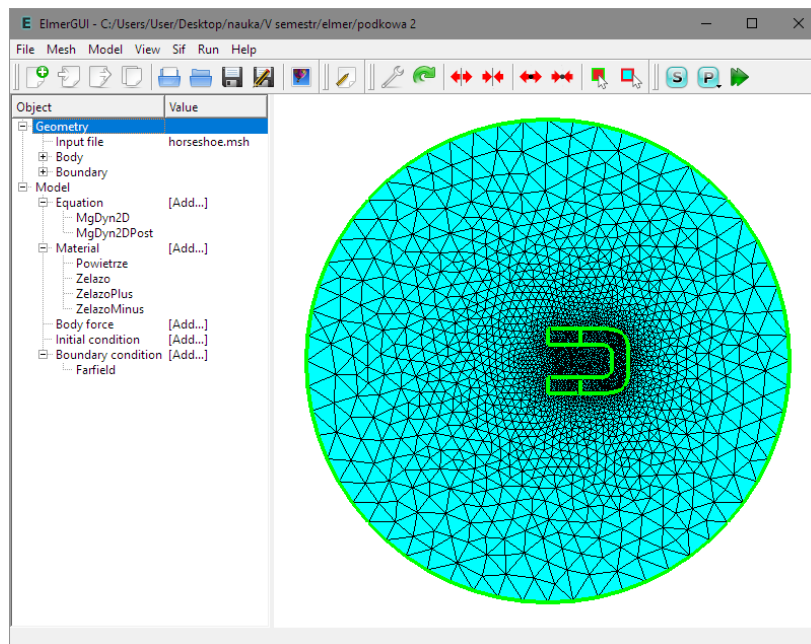 E ElmerGUI - C:/Users/User/Desktop/nauka/V semestr/elmer/podkowa 2
File Mesh Model View Sif Run Help
S P
Object Value
Geometry
Input file horseshoe.msh
Body
Boundary
Model
Equation [Add...]
MgDyn2D
MgDyn2DPost
Material [Add...]
Powietrze
Zelazo
ZelazoPlus
ZelazoMinus
Body force [Add...]
Initial condition [Add...]
Boundary condition [Add...]
Farfield